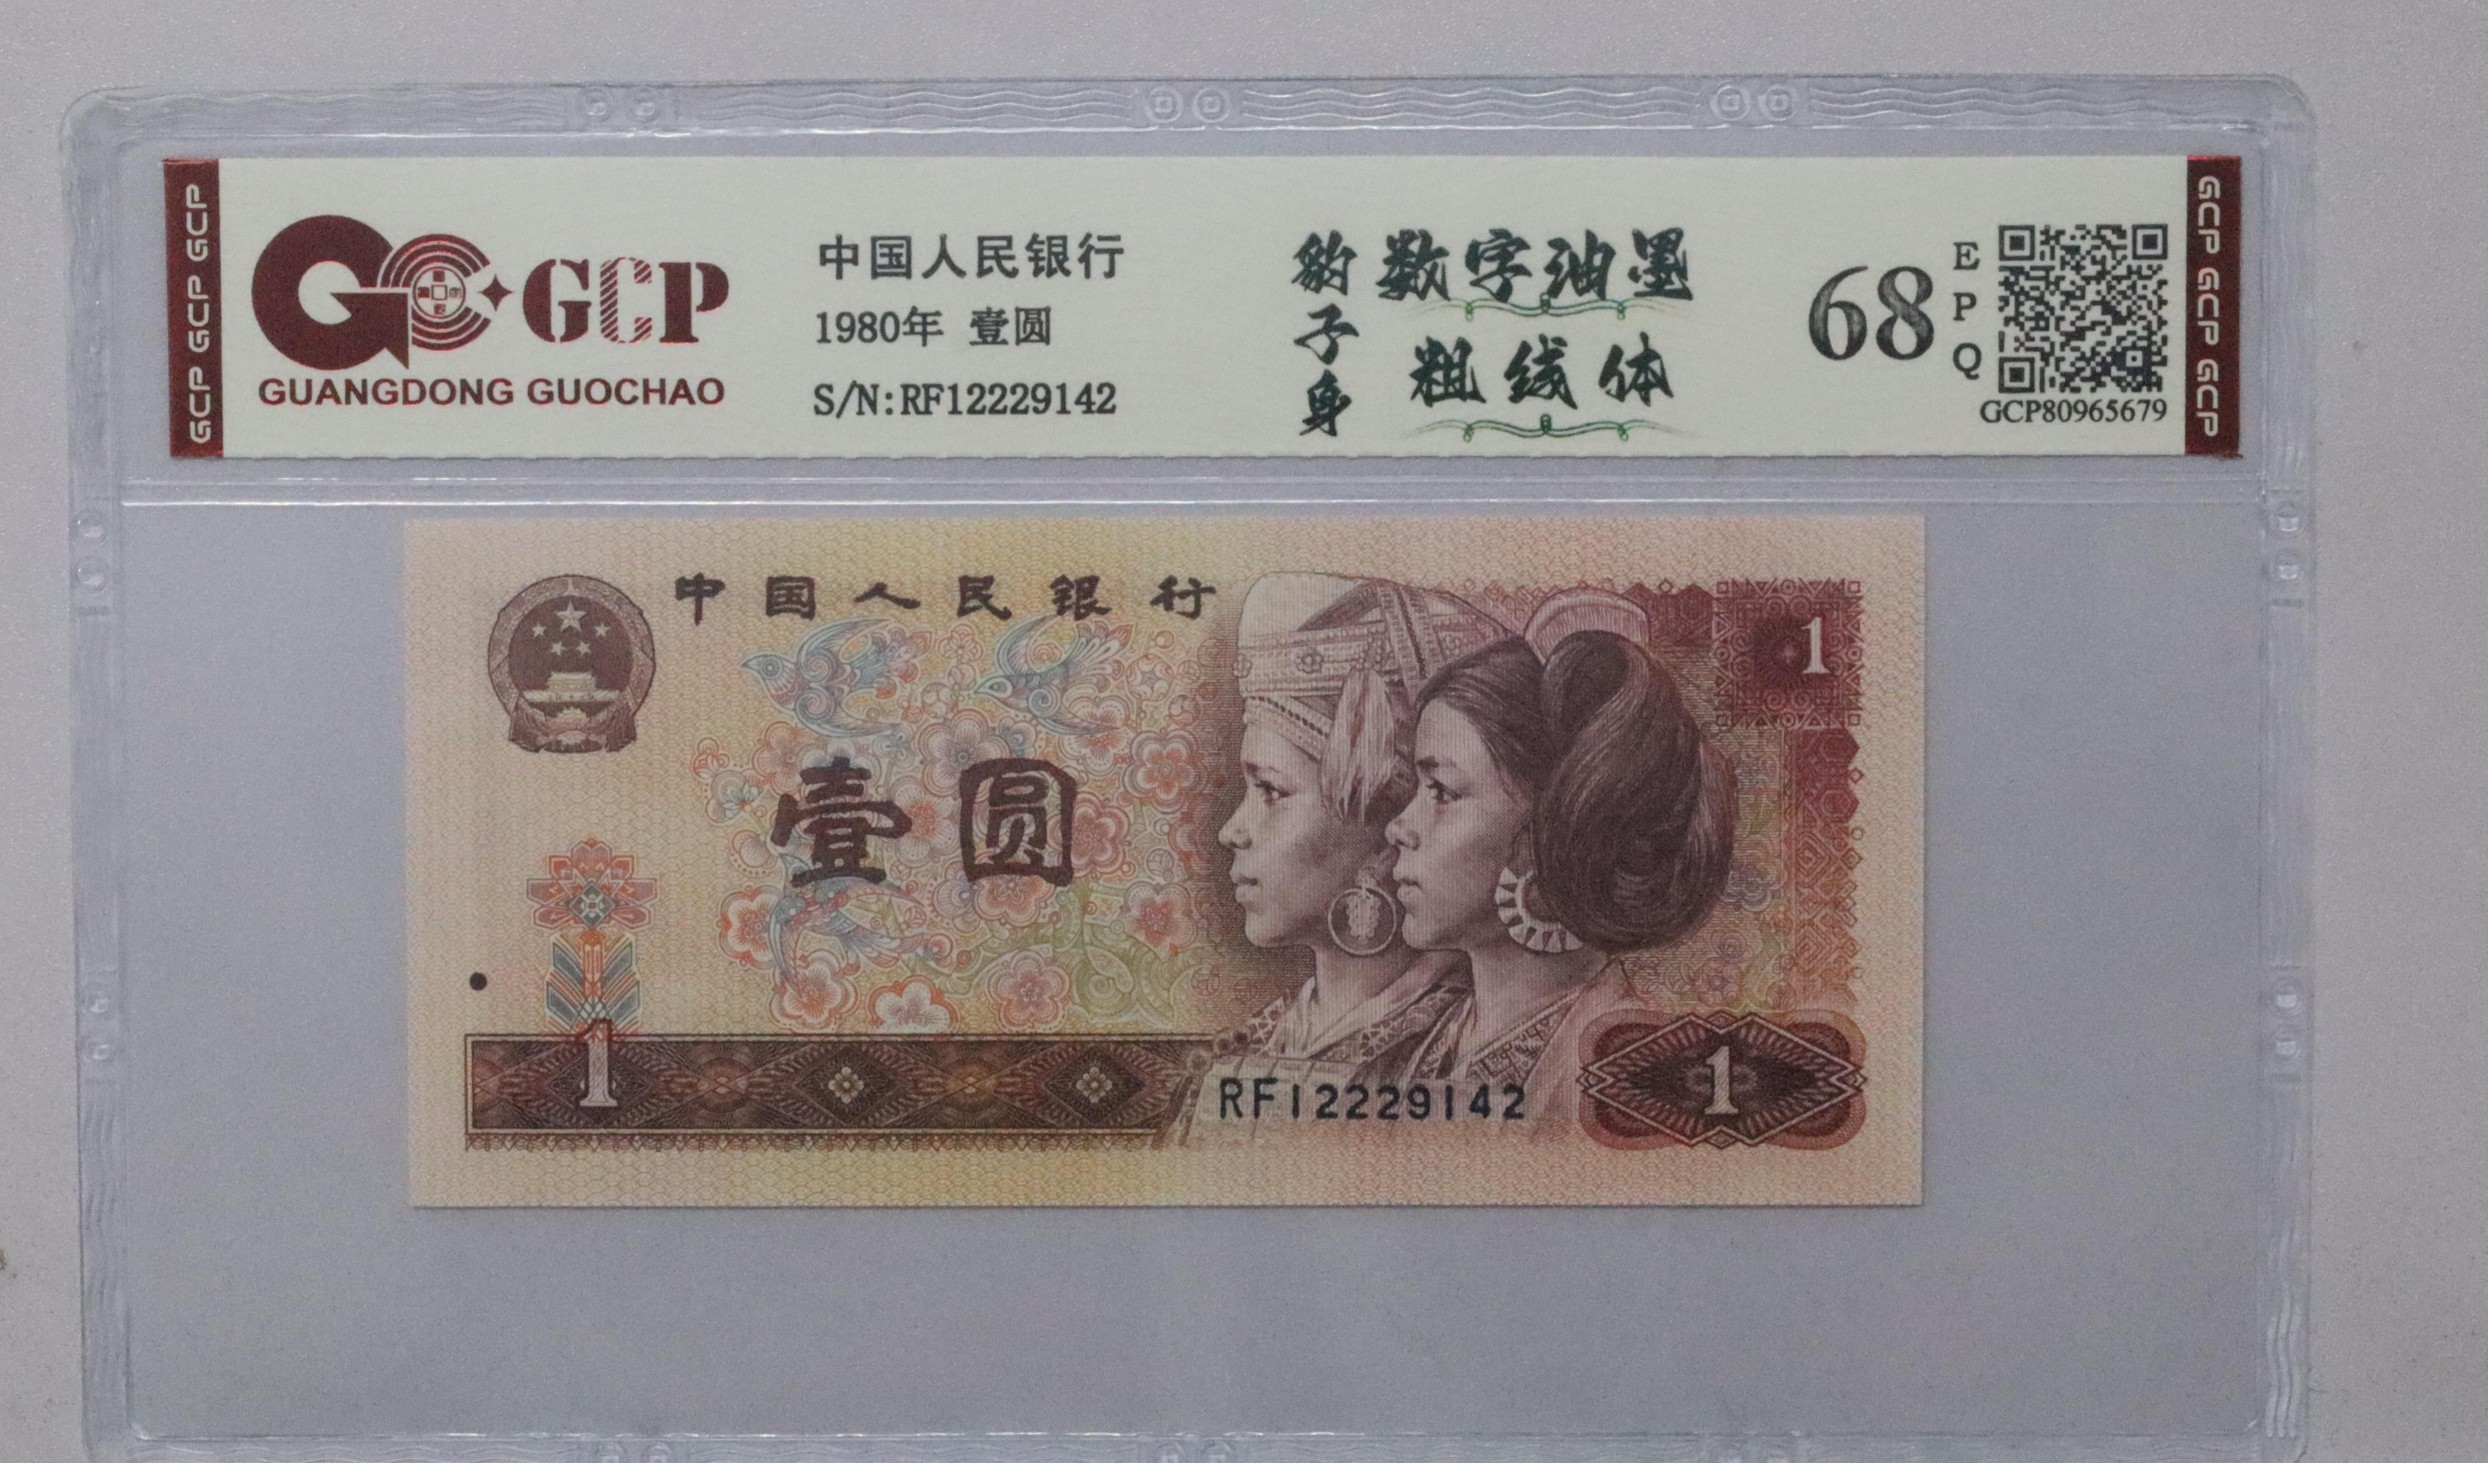 GCP GCP GCP
GCP
GUANGDONG GUOCHAO
中国人民银行
1980年 壹圆
S/N:RF12229142
豹子身
数字油墨
粗线体
68
EPQ
GCP80965679
GCP GCP GCP
中国人民银行
1
壹圆
1
RF12229142
1